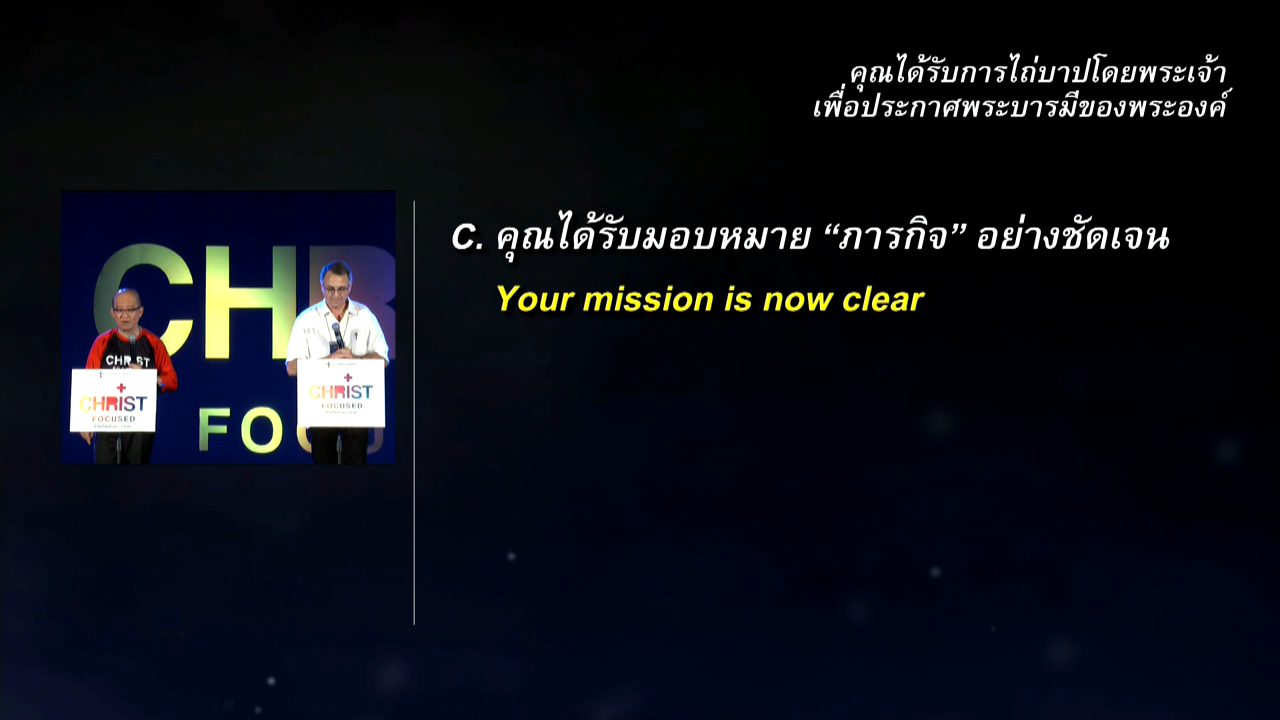 คุณได้รับการไถ่บาปโดยพระเจ้า
เพื่อประกาศพระบารมีของพระองค์
C. คุณได้รับมอบหมาย “ภารกิจ” อย่างชัดเจน
Your mission is now clear
CHR
FO
CHRIST
CHRIST
FOCUSED
CHRIST
FOCUSED